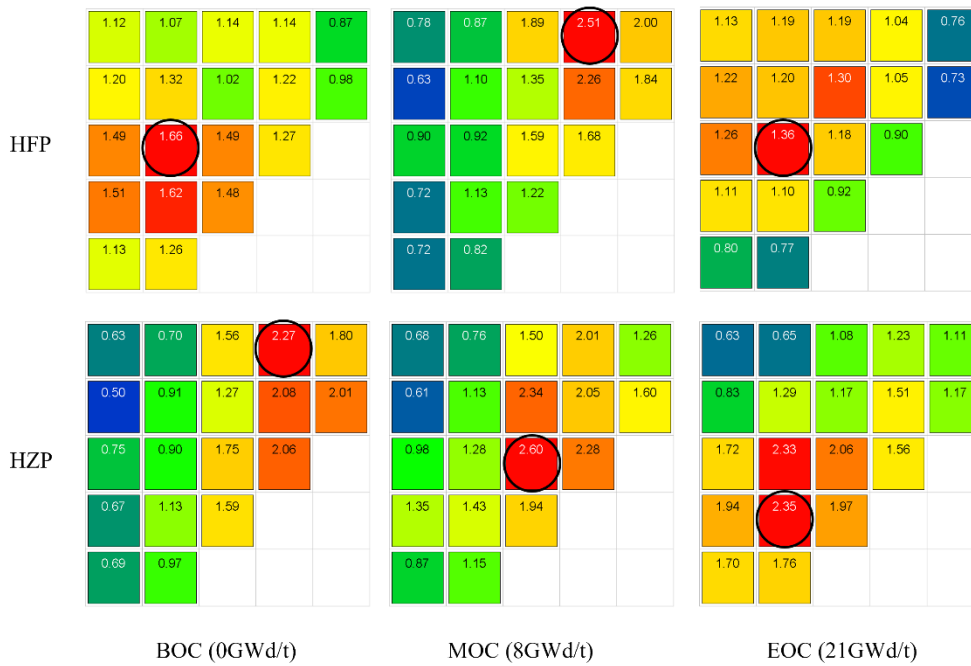 1.12 1.07 1.14 1.14 0.87 0.78 0.87 1.89 2.51 2.00 1.13 1.19 1.19 1.04 0.76
1.20 1.32 1.02 1.22 0.98 0.63 1.10 1.35 2.26 1.84 1.22 1.20 1.30 1.05 0.73
HFP 1.49 1.66 1.49 1.27 0.90 0.92 1.59 1.68 1.26 1.36 1.18 0.90
1.51 1.62 1.48 0.72 1.13 1.22 1.11 1.10 0.92
1.13 1.26 0.72 0.82 0.80 0.77
0.63 0.70 1.56 2.27 1.80 0.68 0.76 1.50 2.01 1.26 0.63 0.65 1.08 1.23 1.11
0.50 0.91 1.27 2.08 2.01 0.61 1.13 2.34 2.05 1.60 0.83 1.29 1.17 1.51 1.17
HZP 0.75 0.90 1.75 2.06 0.98 1.28 2.60 2.28 1.72 2.33 2.06 1.56
0.67 1.13 1.59 1.35 1.43 1.94 1.94 2.35 1.97
0.69 0.97 0.87 1.15 1.70 1.76
BOC (0GWd/t) MOC (8GWd/t) EOC (21GWd/t)